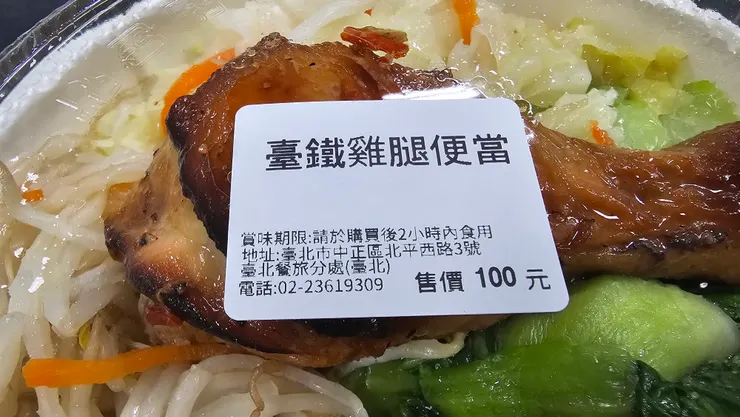 臺鐵雞腿便當
賞味期限:請於購買後2小時內食用
地址:臺北市中正區北平西路3號
臺北餐旅分處(臺北)
電話:02-23619309
售價 100 元